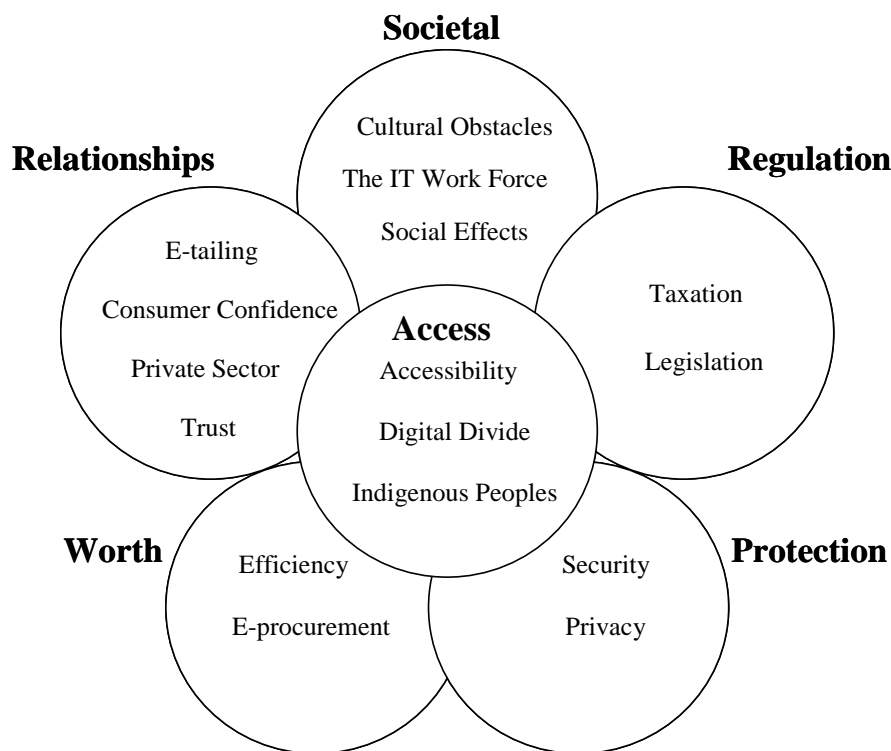 Societal
Cultural Obstacles
The IT Work Force
Social Effects
Relationships
E-tailing
Consumer Confidence
Private Sector
Trust
Regulation
Taxation
Legislation
Access
Accessibility
Digital Divide
Indigenous Peoples
Worth
Efficiency
E-procurement
Protection
Security
Privacy